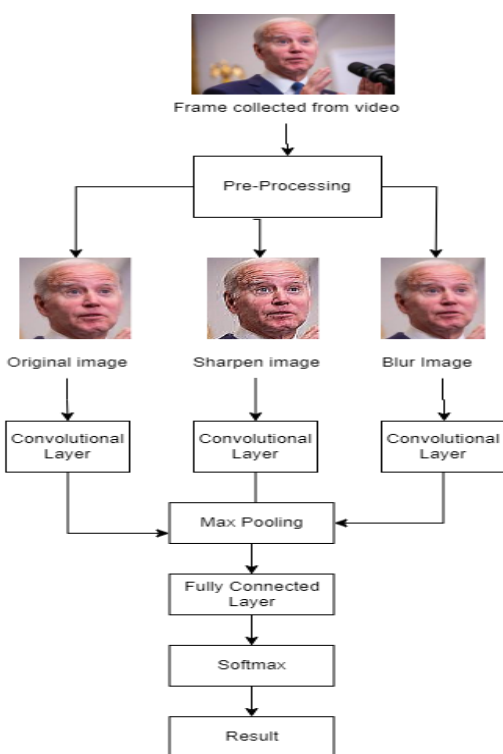 Frame collected from video
Pre-Processing
Original image
Sharpen image
Blur Image
Convolutional
Layer
Convolutional
Layer
Convolutional
Layer
Max Pooling
Fully Connected
Layer
Softmax
Result